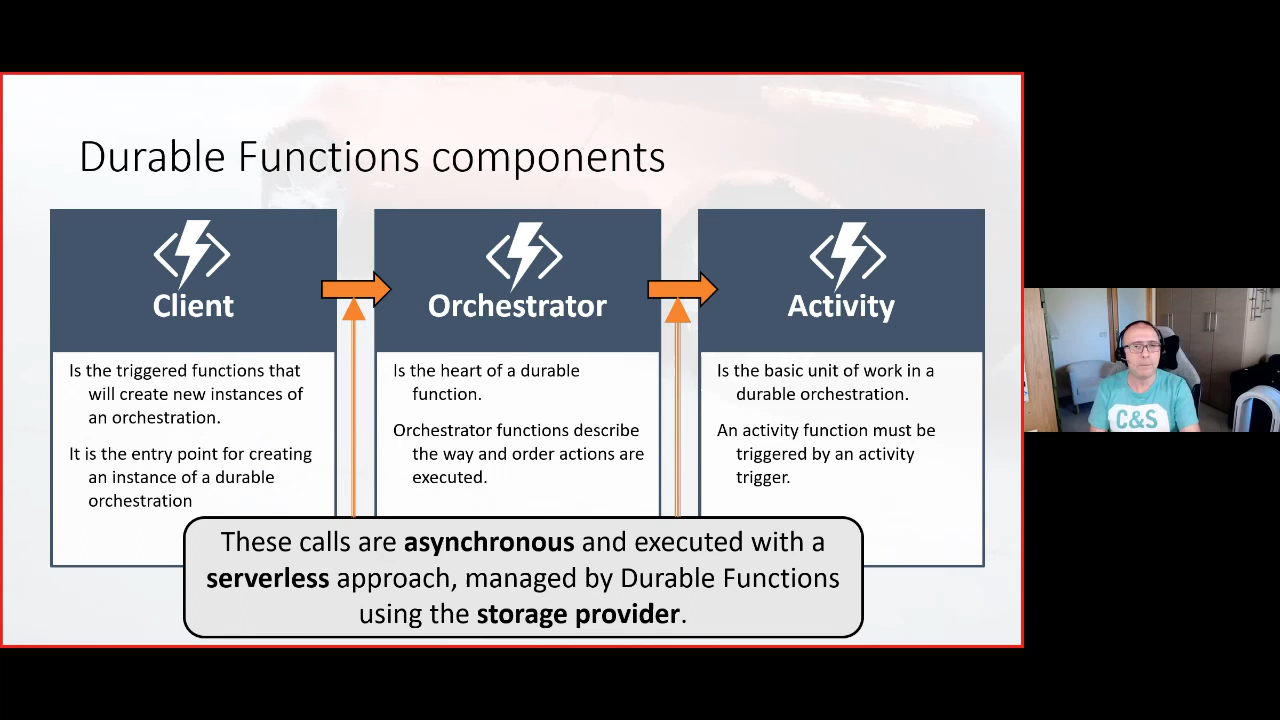 Durable Functions components
Client
Is the triggered functions that
will create new instances of
an orchestration.
It is the entry point for creating
an instance of a durable
orchestration
Orchestrator
Is the heart of a durable
function.
Orchestrator functions describe
the way and order actions are
executed.
Activity
Is the basic unit of work in a
durable orchestration.
An activity function must be
triggered by an activity
trigger.
These calls are asynchronous and executed with a
serverless approach, managed by Durable Functions
using the storage provider.
C&S